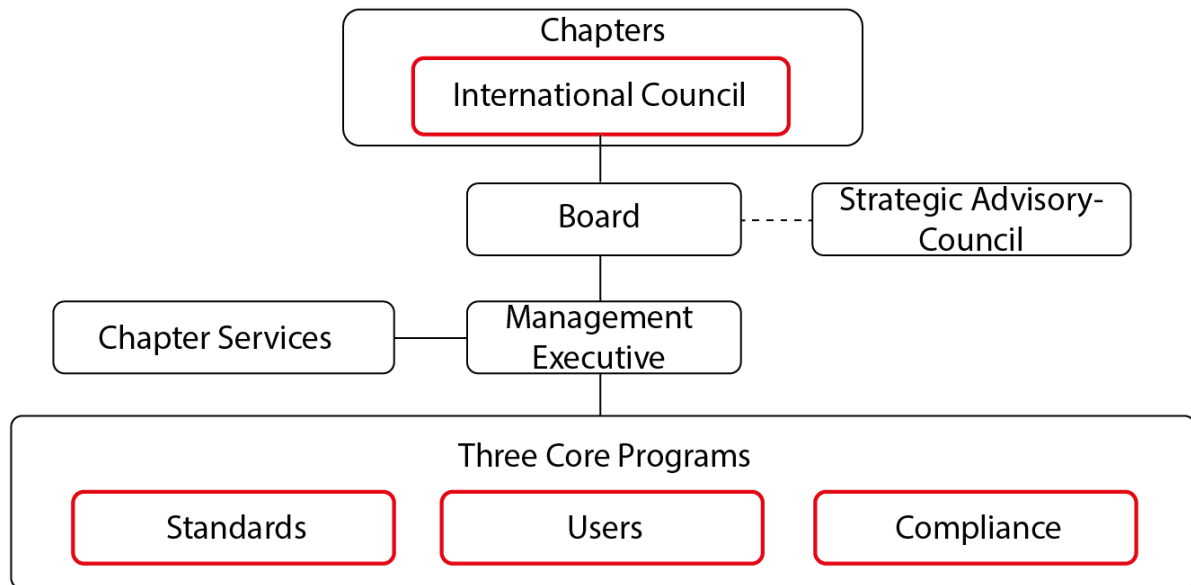 Chapters
International Council
Board
Strategic Advisory-
Council
Chapter Services
Management
Executive
Three Core Programs
Standards
Users
Compliance